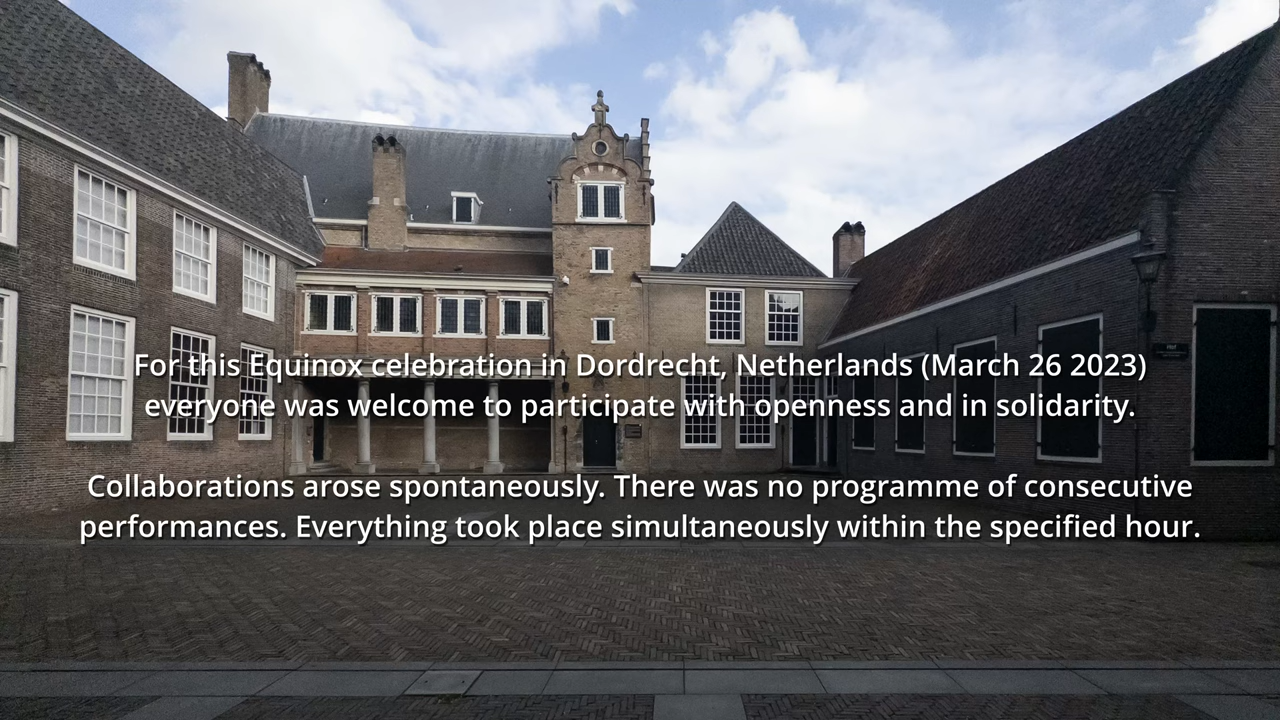 For this Equinox celebration in Dordrecht, Netherlands (March 26 2023)
everyone was welcome to participate with openness and in solidarity.
Collaborations arose spontaneously. There was no programme of consecutive
performances. Everything took place simultaneously within the specified hour.